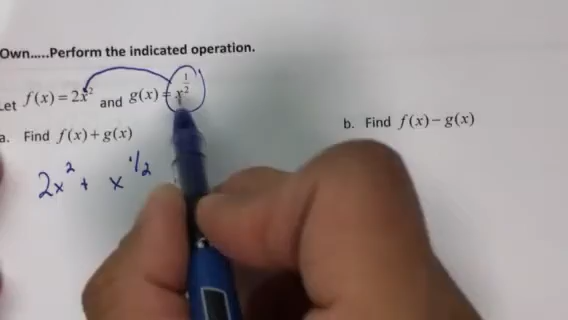 Own.....Perform the indicated operation.
Let f(x) = 2x² and g(x) = x^½
a. Find f(x)+g(x)
b. Find f(x)−g(x)
2x² + x^½